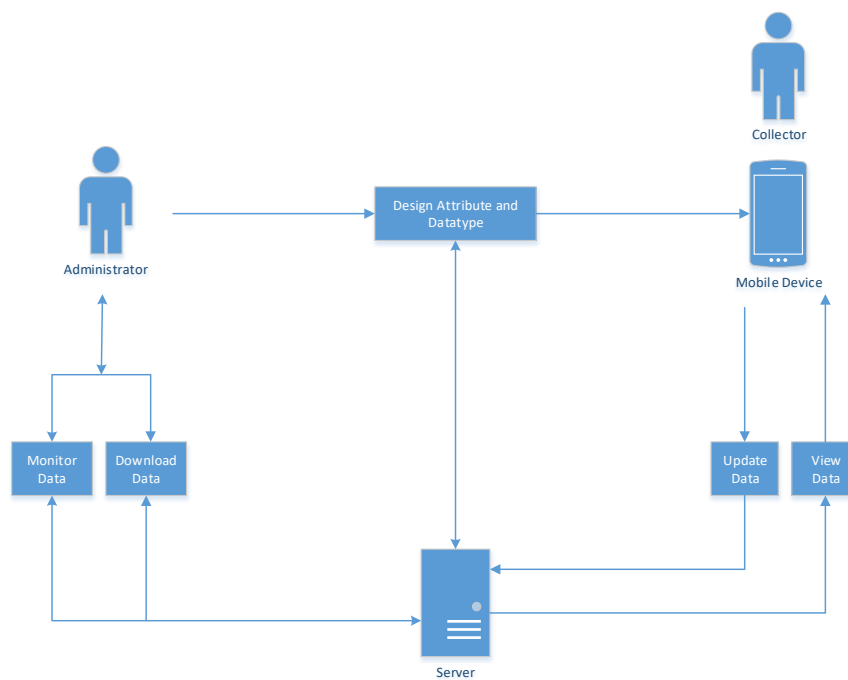 Collector
Design Attribute and
Datatype
Administrator
Mobile Device
Monitor
Data
Download
Data
Update
Data
View
Data
Server